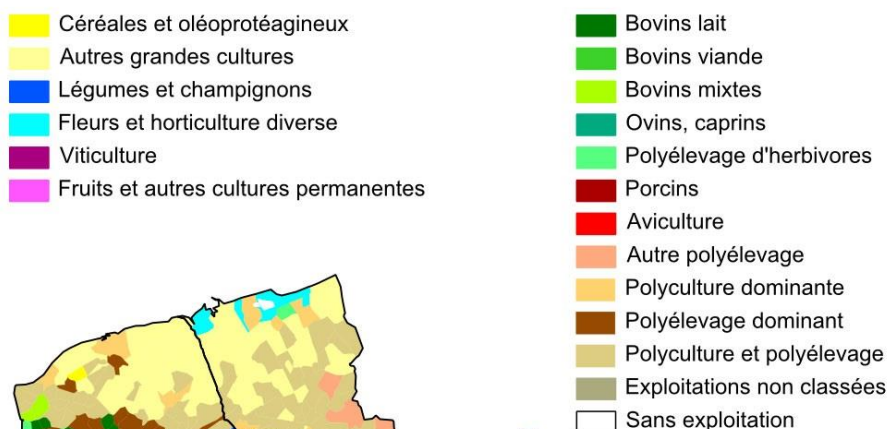 Céréales et oléoprotéagineux
Autres grandes cultures
Légumes et champignons
Fleurs et horticulture diverse
Viticulture
Fruits et autres cultures permanentes
Bovins lait
Bovins viande
Bovins mixtes
Ovins, caprins
Polyélevage d'herbivores
Porcins
Aviculture
Autre polyélevage
Polyculture dominante
Polyélevage dominant
Polyculture et polyélevage
Exploitations non classées
Sans exploitation